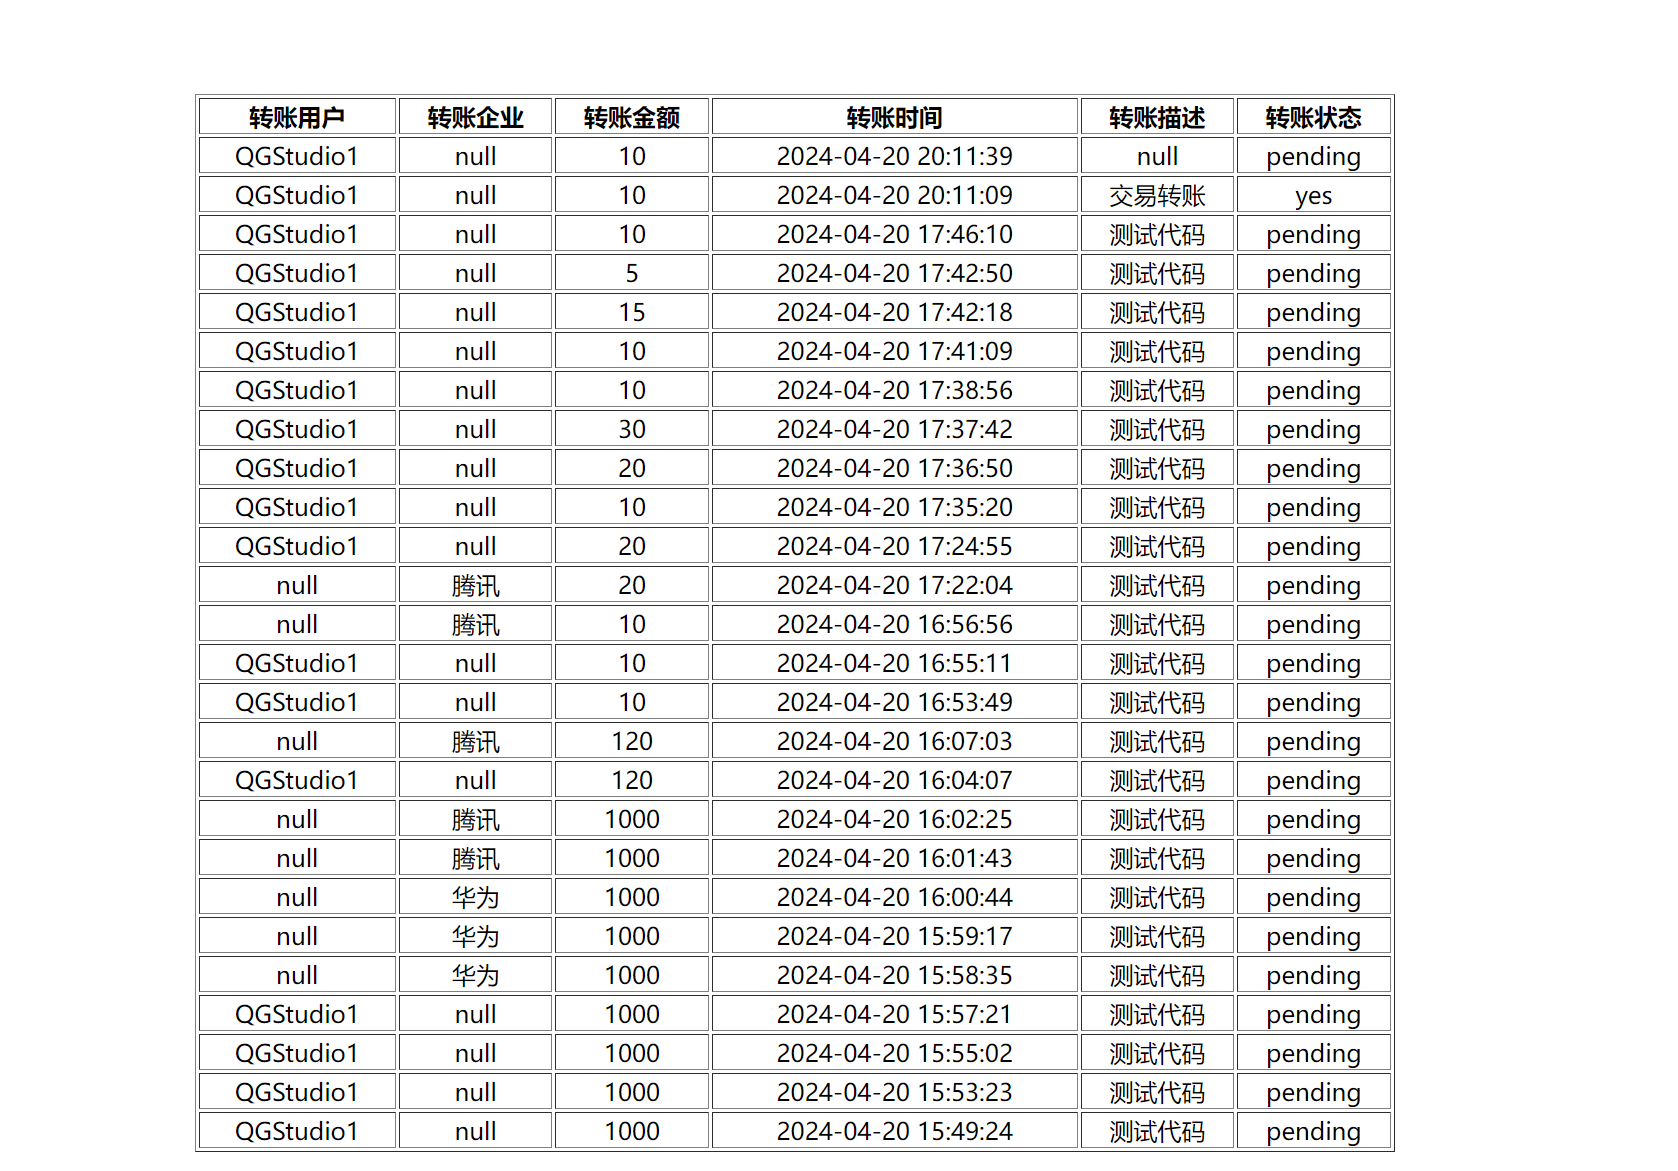 转账用户 转账企业 转账金额 转账时间 转账描述 转账状态
QGStudio1 null 10 2024-04-20 20:11:39 null pending
QGStudio1 null 10 2024-04-20 20:11:09 交易转账 yes
QGStudio1 null 10 2024-04-20 17:46:10 测试代码 pending
QGStudio1 null 5 2024-04-20 17:42:50 测试代码 pending
QGStudio1 null 15 2024-04-20 17:42:18 测试代码 pending
QGStudio1 null 10 2024-04-20 17:41:09 测试代码 pending
QGStudio1 null 10 2024-04-20 17:38:56 测试代码 pending
QGStudio1 null 30 2024-04-20 17:37:42 测试代码 pending
QGStudio1 null 20 2024-04-20 17:36:50 测试代码 pending
QGStudio1 null 10 2024-04-20 17:35:20 测试代码 pending
QGStudio1 null 20 2024-04-20 17:24:55 测试代码 pending
null 腾讯 20 2024-04-20 17:22:04 测试代码 pending
null 腾讯 10 2024-04-20 16:56:56 测试代码 pending
QGStudio1 null 10 2024-04-20 16:55:11 测试代码 pending
QGStudio1 null 10 2024-04-20 16:53:49 测试代码 pending
null 腾讯 120 2024-04-20 16:07:03 测试代码 pending
QGStudio1 null 120 2024-04-20 16:04:07 测试代码 pending
null 腾讯 1000 2024-04-20 16:02:25 测试代码 pending
null 腾讯 1000 2024-04-20 16:01:43 测试代码 pending
null 华为 1000 2024-04-20 16:00:44 测试代码 pending
null 华为 1000 2024-04-20 15:59:17 测试代码 pending
null 华为 1000 2024-04-20 15:58:35 测试代码 pending
QGStudio1 null 1000 2024-04-20 15:57:21 测试代码 pending
QGStudio1 null 1000 2024-04-20 15:55:02 测试代码 pending
QGStudio1 null 1000 2024-04-20 15:53:23 测试代码 pending
QGStudio1 null 1000 2024-04-20 15:49:24 测试代码 pending